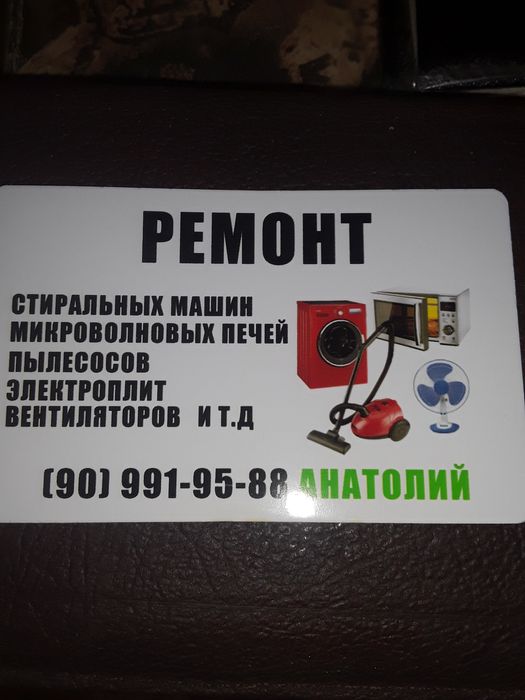 РЕМОНТ
СТИРАЛЬНЫХ МАШИН
МИКРОВОЛНОВЫХ ПЕЧЕЙ
ПЫЛЕСОСОВ
ЭЛЕКТРОПЛИТ
ВЕНТИЛЯТОРОВ И Т.Д
(90) 991-95-88 АНАТОЛИЙ